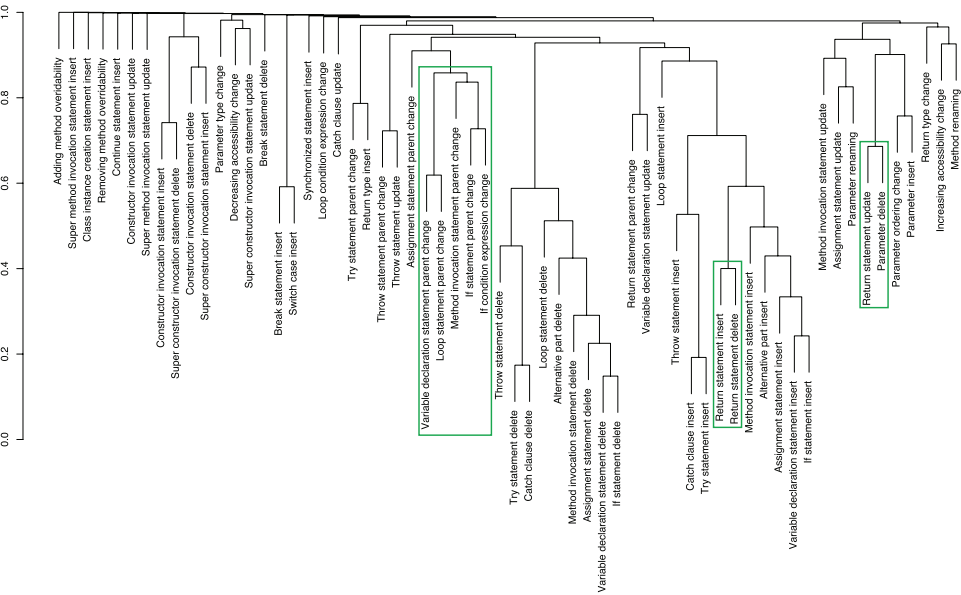 1.0
0.8
0.6
0.4
0.2
0.0
Adding method overridability
Super method invocation statement insert
Class instance creation statement insert
Removing method overridability
Continue statement insert
Constructor invocation statement update
Super method invocation statement update
Constructor invocation statement insert
Super constructor invocation statement delete
Constructor invocation statement delete
Super constructor invocation statement insert
Parameter type change
Decreasing accessibility change
Super constructor invocation statement update
Break statement delete
Break statement insert
Switch case insert
Synchronized statement insert
Loop condition expression change
Catch clause update
Try statement parent change
Return type insert
Throw statement parent change
Throw statement update
Assignment statement parent change
Variable declaration statement parent change
Loop statement parent change
Method invocation statement parent change
If statement parent change
If condition expression change
Throw statement delete
Try statement delete
Catch clause delete
Loop statement delete
Alternative part delete
Method invocation statement delete
Assignment statement delete
Variable declaration statement delete
If statement delete
Return statement parent change
Variable declaration statement update
Loop statement insert
Throw statement insert
Catch clause insert
Try statement insert
Return statement insert
Return statement delete
Method invocation statement insert
Alternative part insert
Assignment statement insert
Variable declaration statement insert
If statement insert
Method invocation statement update
Assignment statement update
Parameter renaming
Return statement update
Parameter delete
Parameter ordering change
Parameter insert
Return type change
Increasing accessibility change
Method renaming